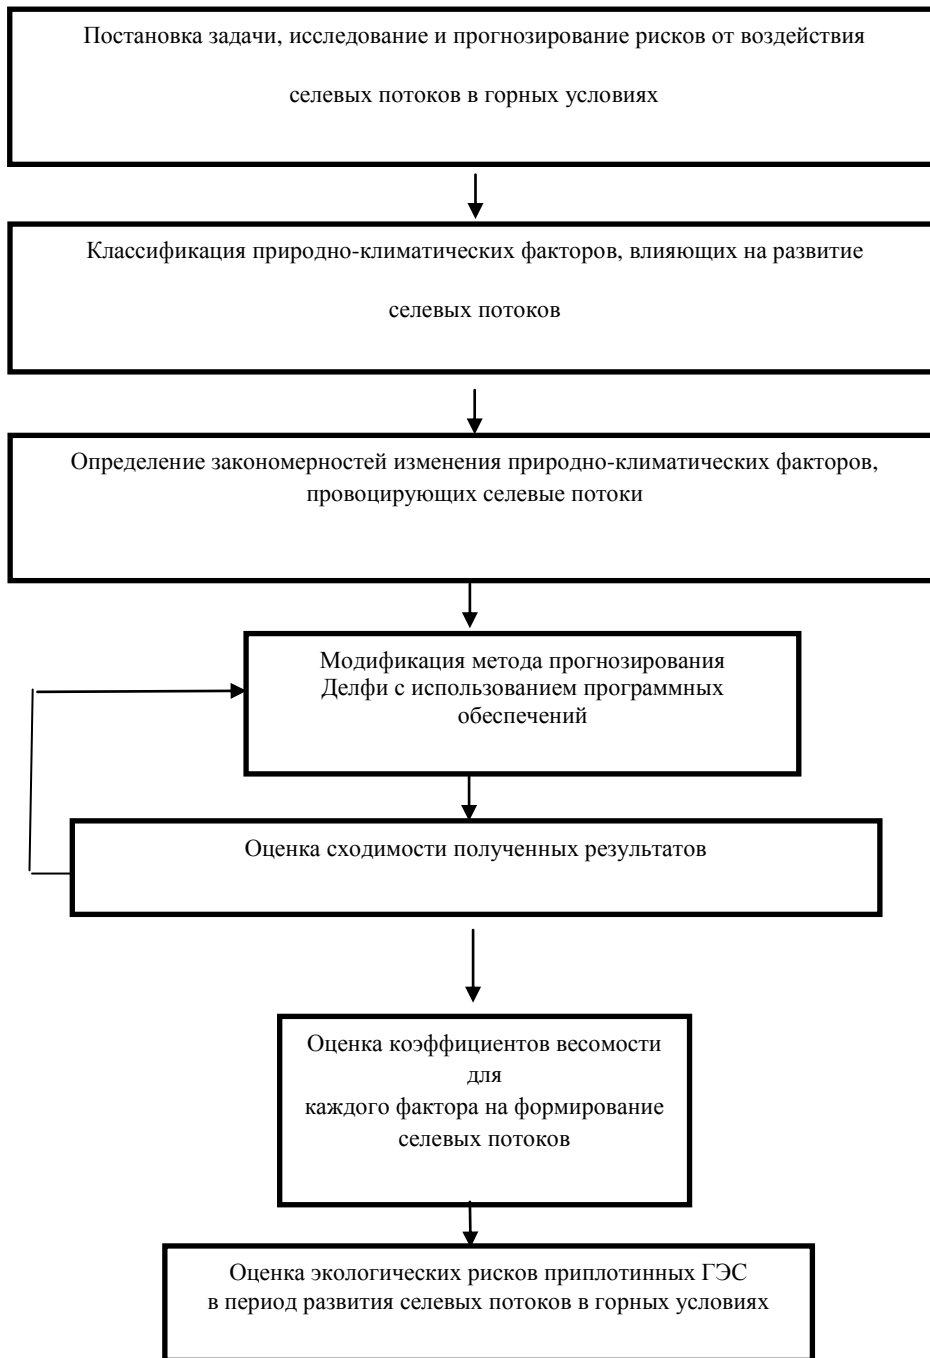 Постановка задачи, исследование и прогнозирование рисков от воздействия
селевых потоков в горных условиях
Классификация природно-климатических факторов, влияющих на развитие
селевых потоков
Определение закономерностей изменения природно-климатических факторов,
провоцирующих селевые потоки
Модификация метода прогнозирования
Делфи с использованием программных
обеспечений
Оценка сходимости полученных результатов
Оценка коэффициентов весомости
для
каждого фактора на формирование
селевых потоков
Оценка экологических рисков приплотинных ГЭС
в период развития селевых потоков в горных условиях